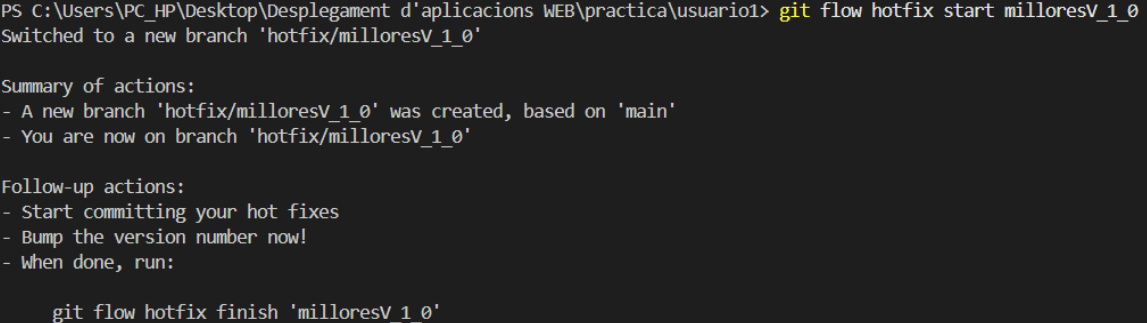 PS C:\Users\PC_HP\Desktop\Desplegament d'aplicacions WEB\practica\usuario1> git flow hotfix start milloresV_1_0
Switched to a new branch 'hotfix/milloresV_1_0'
Summary of actions:
- A new branch 'hotfix/milloresV_1_0' was created, based on 'main'
- You are now on branch 'hotfix/milloresV_1_0'
Follow-up actions:
- Start committing your hot fixes
- Bump the version number now!
- When done, run:
git flow hotfix finish 'milloresV_1_0'